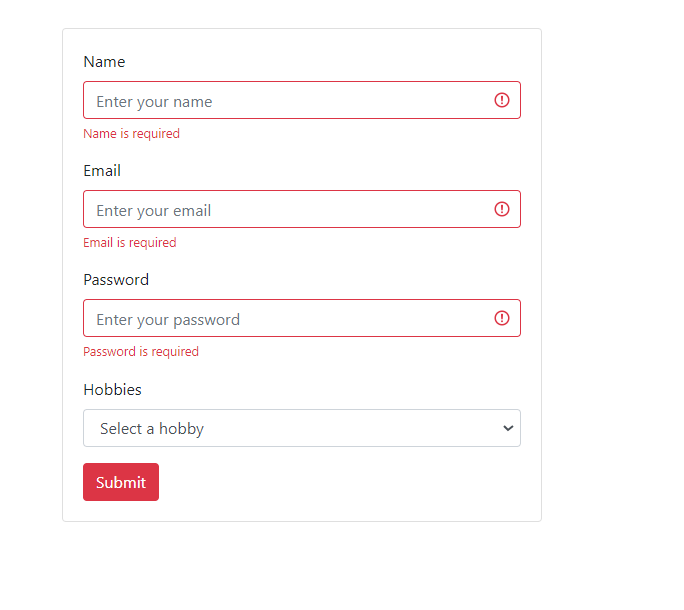 Name
Enter your name
Name is required
Email
Enter your email
Email is required
Password
Enter your password
Password is required
Hobbies
Select a hobby
Submit